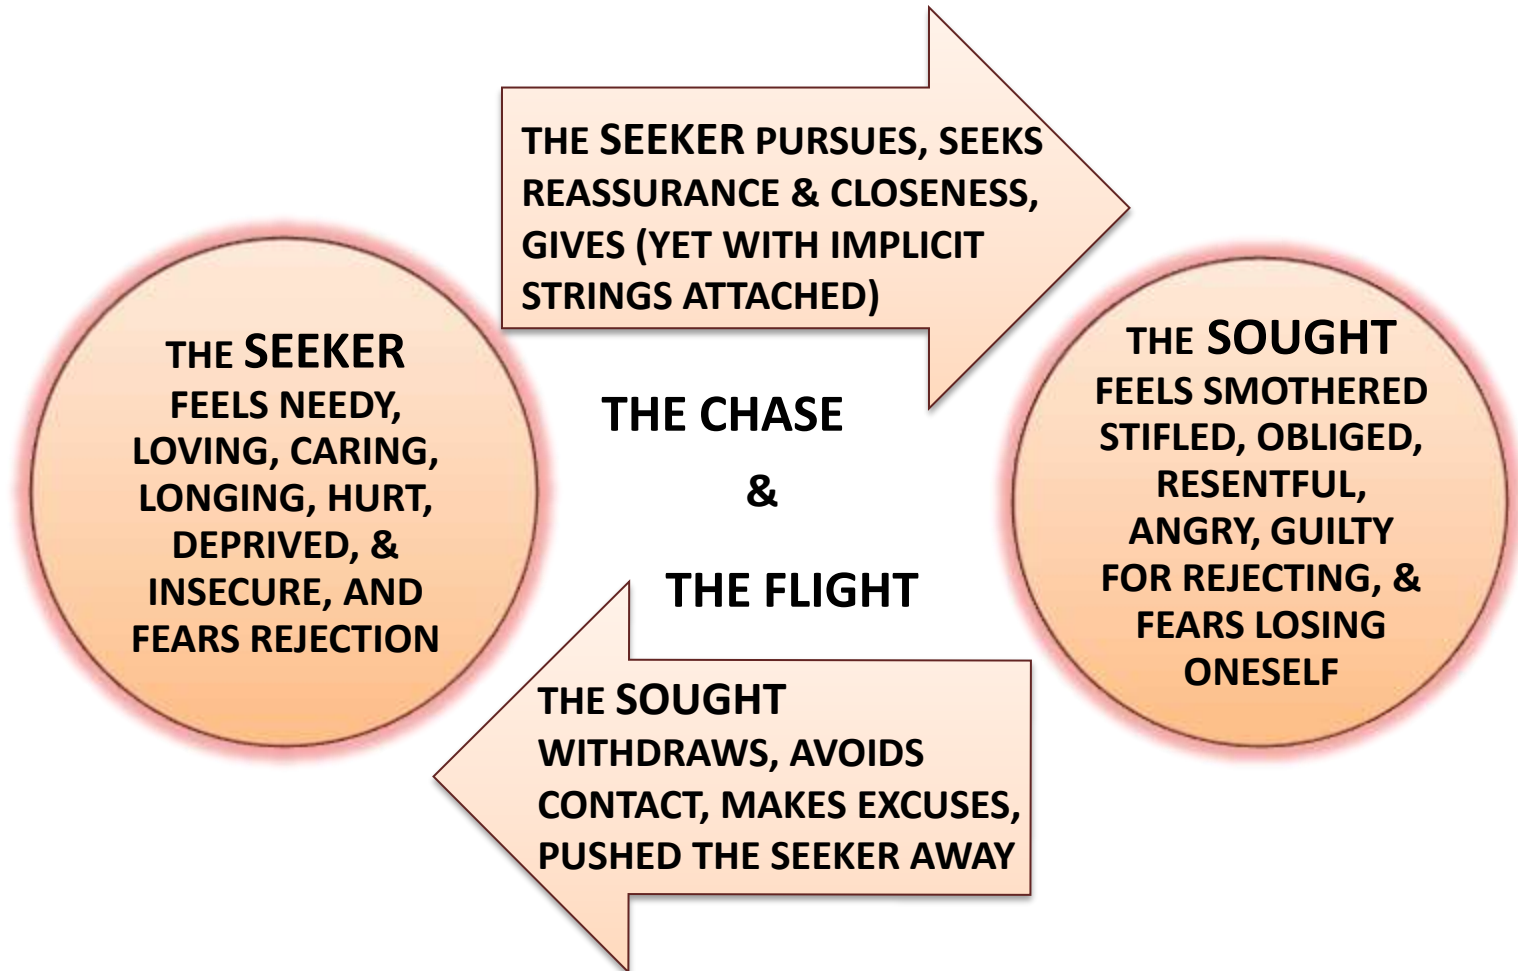 THE SEEKER PURSUES, SEEKS
REASSURANCE & CLOSENESS,
GIVES (YET WITH IMPLICIT
STRINGS ATTACHED)
THE SEEKER
FEELS NEEDY,
LOVING, CARING,
LONGING, HURT,
DEPRIVED, &
INSECURE, AND
FEARS REJECTION
THE CHASE
&
THE FLIGHT
THE SOUGHT
FEELS SMOTHERED
STIFLED, OBLIGED,
RESENTFUL,
ANGRY, GUILTY
FOR REJECTING, &
FEARS LOSING
ONESELF
THE SOUGHT
WITHDRAWS, AVOIDS
CONTACT, MAKES EXCUSES,
PUSHED THE SEEKER AWAY